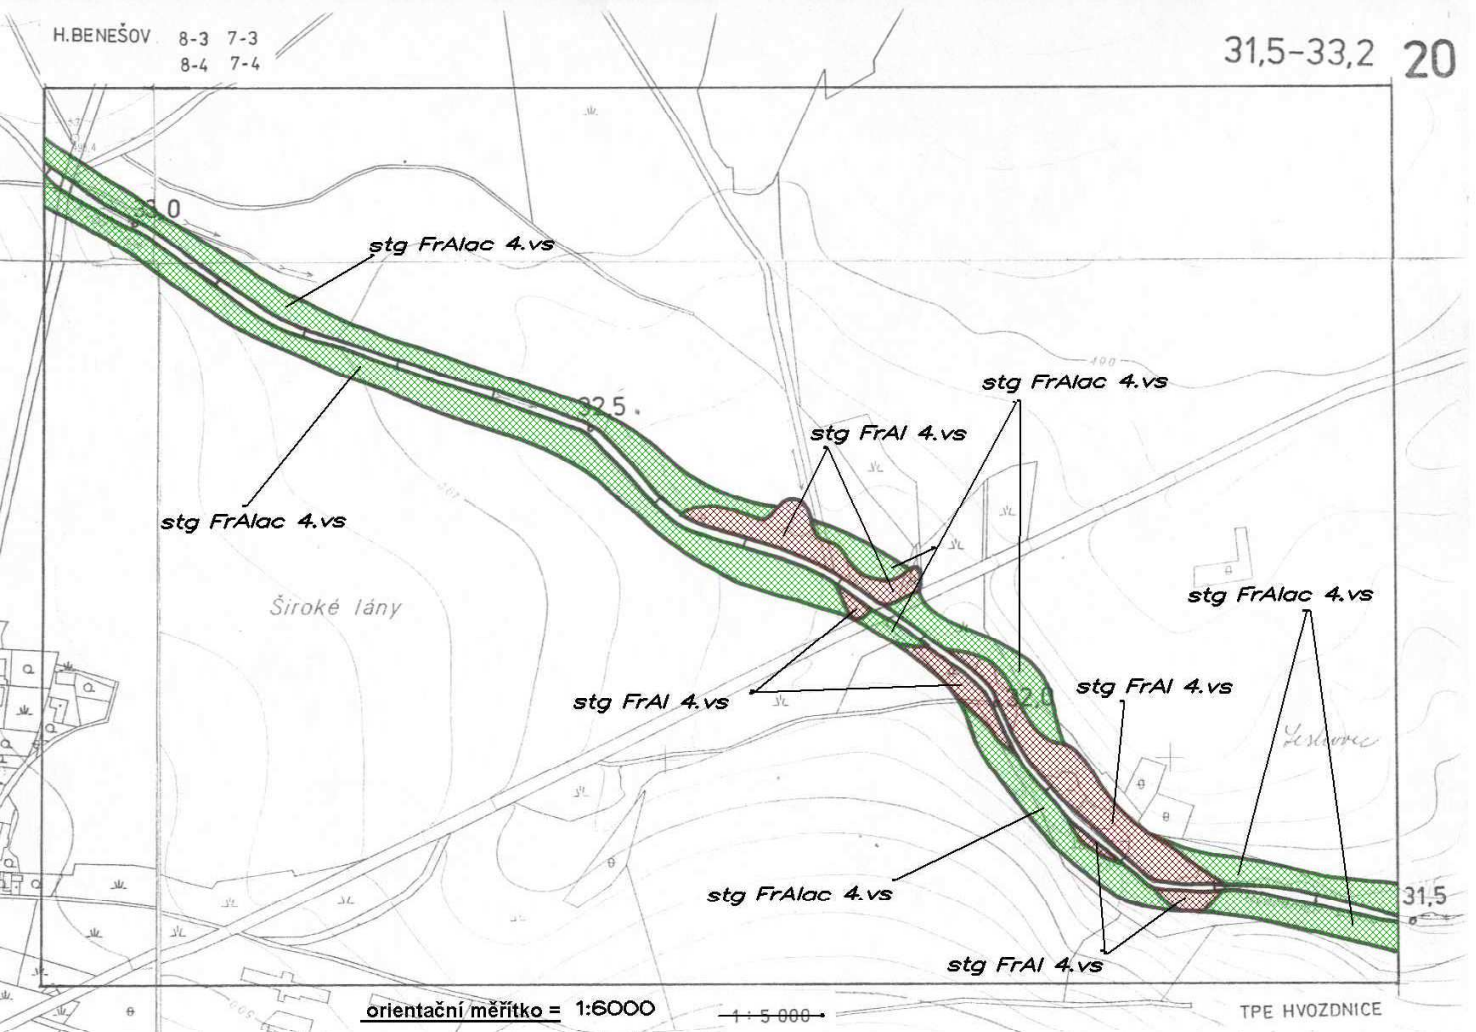 H.BENEŠOV 8-3 7-3
8-4 7-4
31,5-33,2 20
33,0
stg FrAlac 4.vs
490
stg FrAlac 4.vs
32,5
stg FrAl 4.vs
stg FrAlac 4.vs
Široké lány
stg FrAlac 4.vs
stg FrAl 4.vs
32,0
stg FrAl 4.vs
stg FrAlac 4.vs
31,5
stg FrAl 4.vs
orientační měřítko = 1:6000
1:5 000
TPE HVOZDNICE